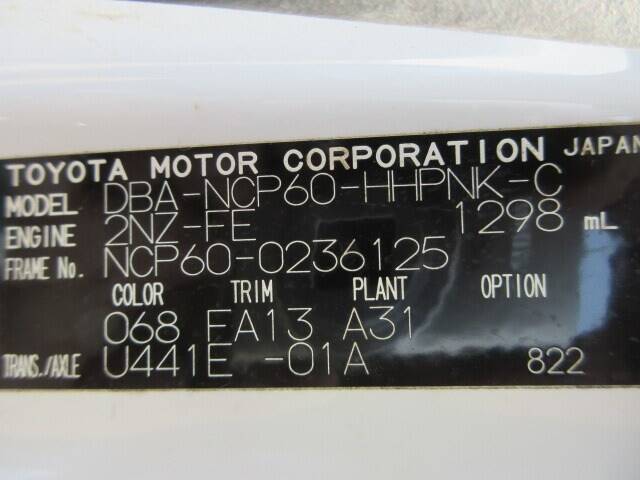 TOYOTA MOTOR CORPORATION JAPAN
MODEL DBA-NCP60-HHPNK-C
ENGINE 2NZ-FE 1298 mL
FRAME No. NCP60-0236125
COLOR TRIM PLANT OPTION
068 FA13 A31
TRANS./AXLE U441E -01A 822